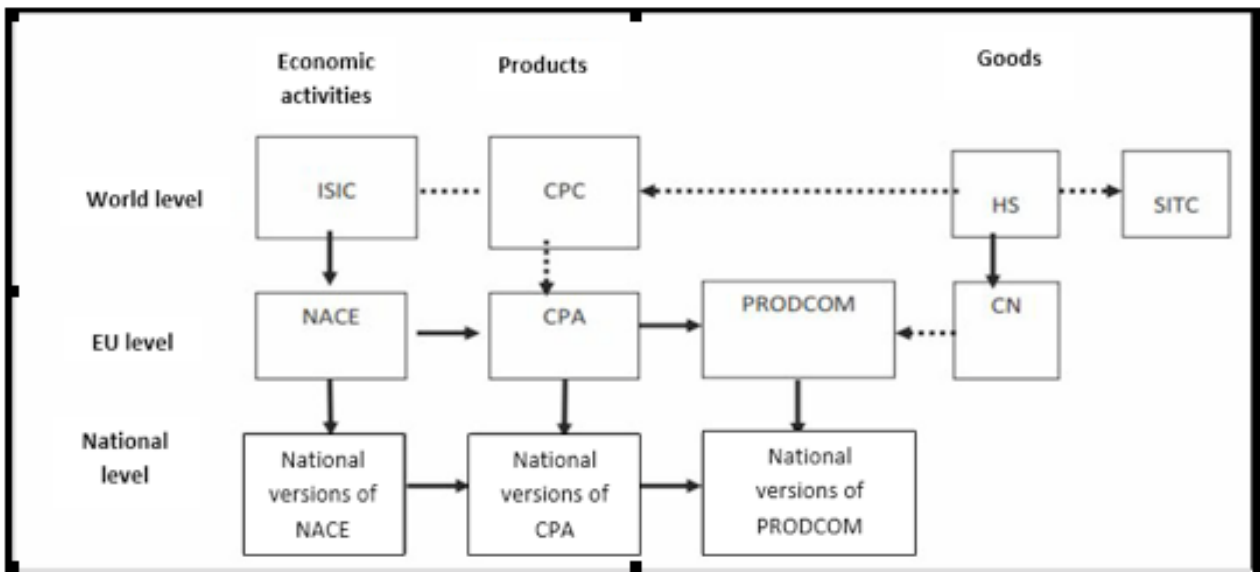 Economic
activities
Products
Goods
World level
ISIC
CPC
HS
SITC
EU level
NACE
CPA
PRODCOM
CN
National
level
National
versions of
NACE
National
versions of
CPA
National
versions of
PRODCOM